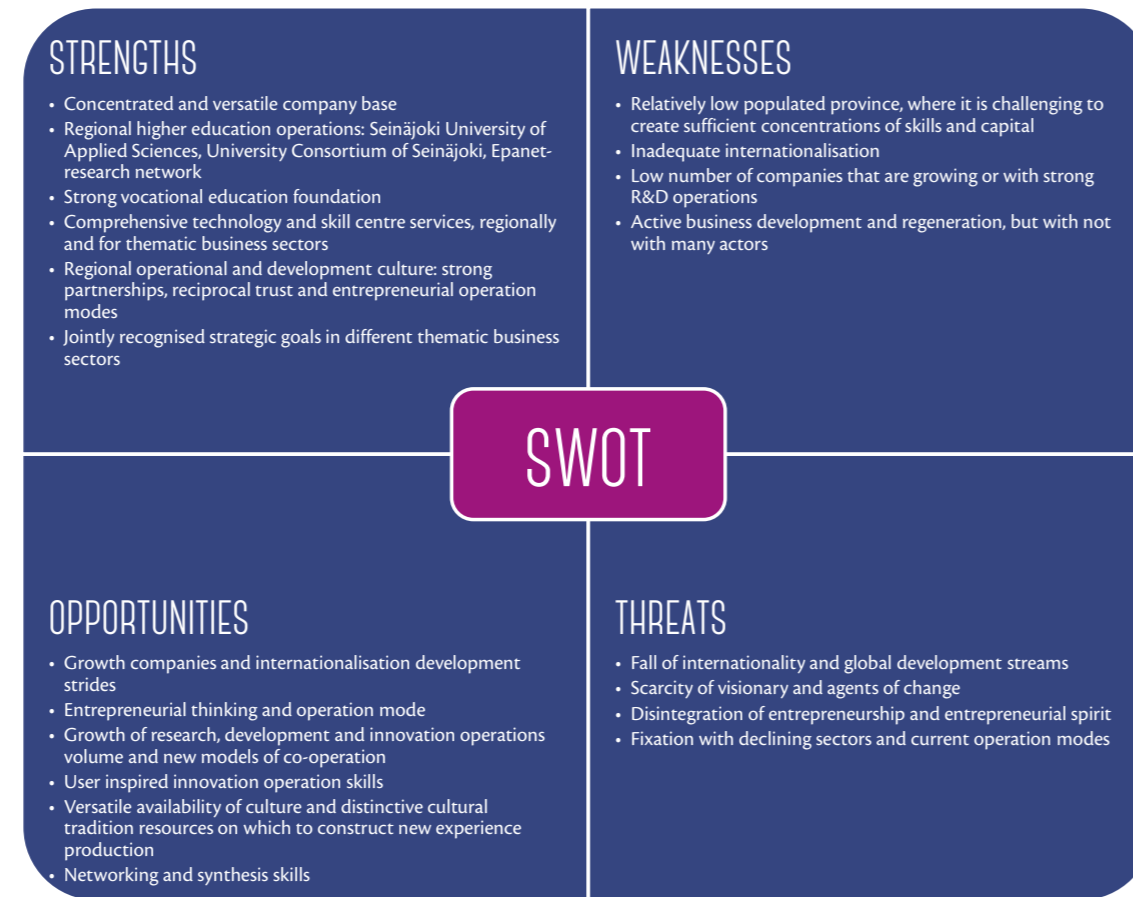 STRENGTHS
• Concentrated and versatile company base
• Regional higher education operations: Seinäjoki University of
Applied Sciences, University Consortium of Seinäjoki, Epanet-
research network
• Strong vocational education foundation
• Comprehensive technology and skill centre services, regionally
and for thematic business sectors
• Regional operational and development culture: strong
partnerships, reciprocal trust and entrepreneurial operation
modes
• Jointly recognised strategic goals in different thematic business
sectors
WEAKNESSES
• Relatively low populated province, where it is challenging to
create sufficient concentrations of skills and capital
• Inadequate internationalisation
• Low number of companies that are growing or with strong
R&D operations
• Active business development and regeneration, but with not
with many actors
SWOT
OPPORTUNITIES
• Growth companies and internationalisation development
strides
• Entrepreneurial thinking and operation mode
• Growth of research, development and innovation operations
volume and new models of co-operation
• User inspired innovation operation skills
• Versatile availability of culture and distinctive cultural
tradition resources on which to construct new experience
production
• Networking and synthesis skills
THREATS
• Fall of internationality and global development streams
• Scarcity of visionary and agents of change
• Disintegration of entrepreneurship and entrepreneurial spirit
• Fixation with declining sectors and current operation modes